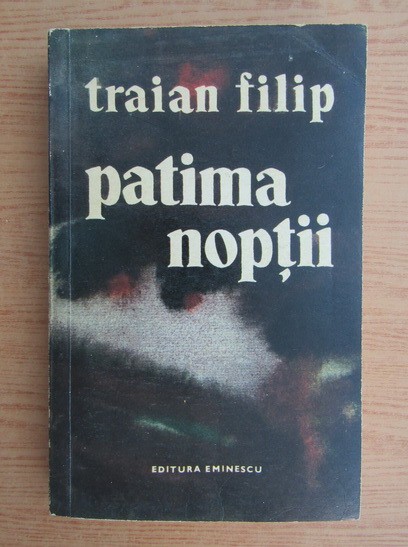 traian filip
patima
nopții
EDITURA EMINESCU